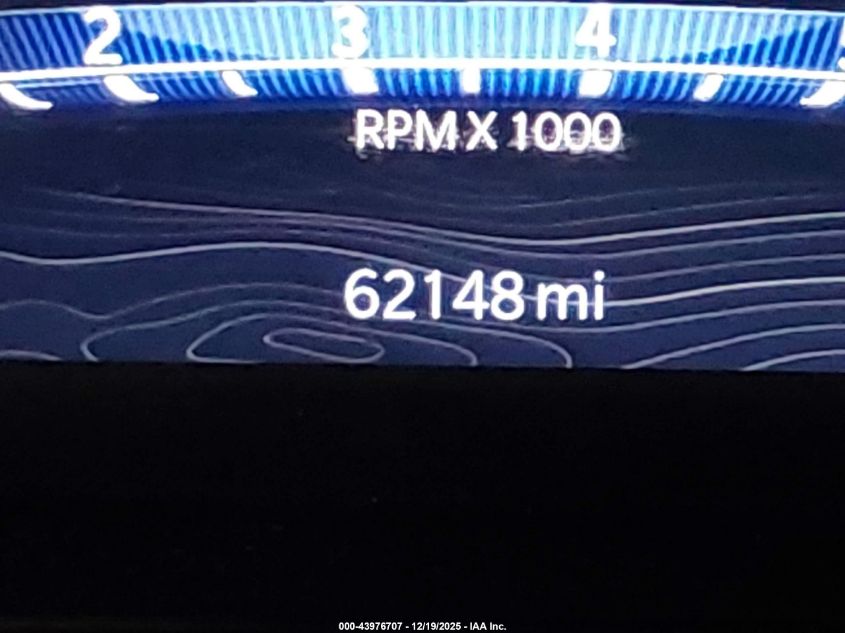 2 3 4
RPM X 1000
62148 mi
000-43976707 - 12/19/2025 - IAA Inc.